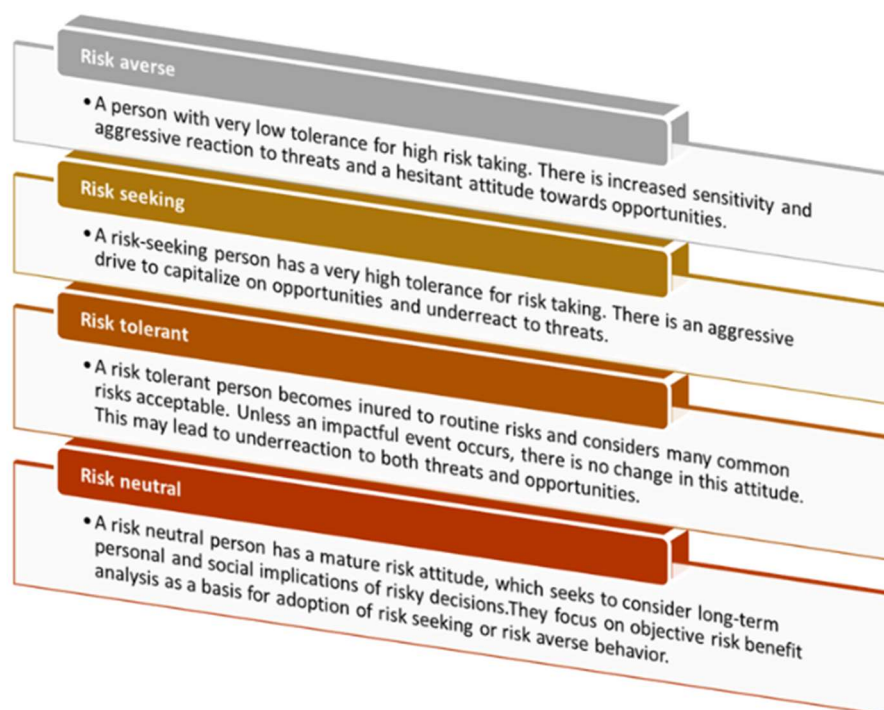 Risk averse
• A person with very low tolerance for high risk taking. There is increased sensitivity and
aggressive reaction to threats and a hesitant attitude towards opportunities.
Risk seeking
• A risk-seeking person has a very high tolerance for risk taking. There is an aggressive
drive to capitalize on opportunities and underreact to threats.
Risk tolerant
• A risk tolerant person becomes inured to routine risks and considers many common
risks acceptable. Unless an impactful event occurs, there is no change in this attitude.
This may lead to underreaction to both threats and opportunities.
Risk neutral
• A risk neutral person has a mature risk attitude, which seeks to consider long-term
personal and social implications of risky decisions.They focus on objective risk benefit
analysis as a basis for adoption of risk seeking or risk averse behavior.